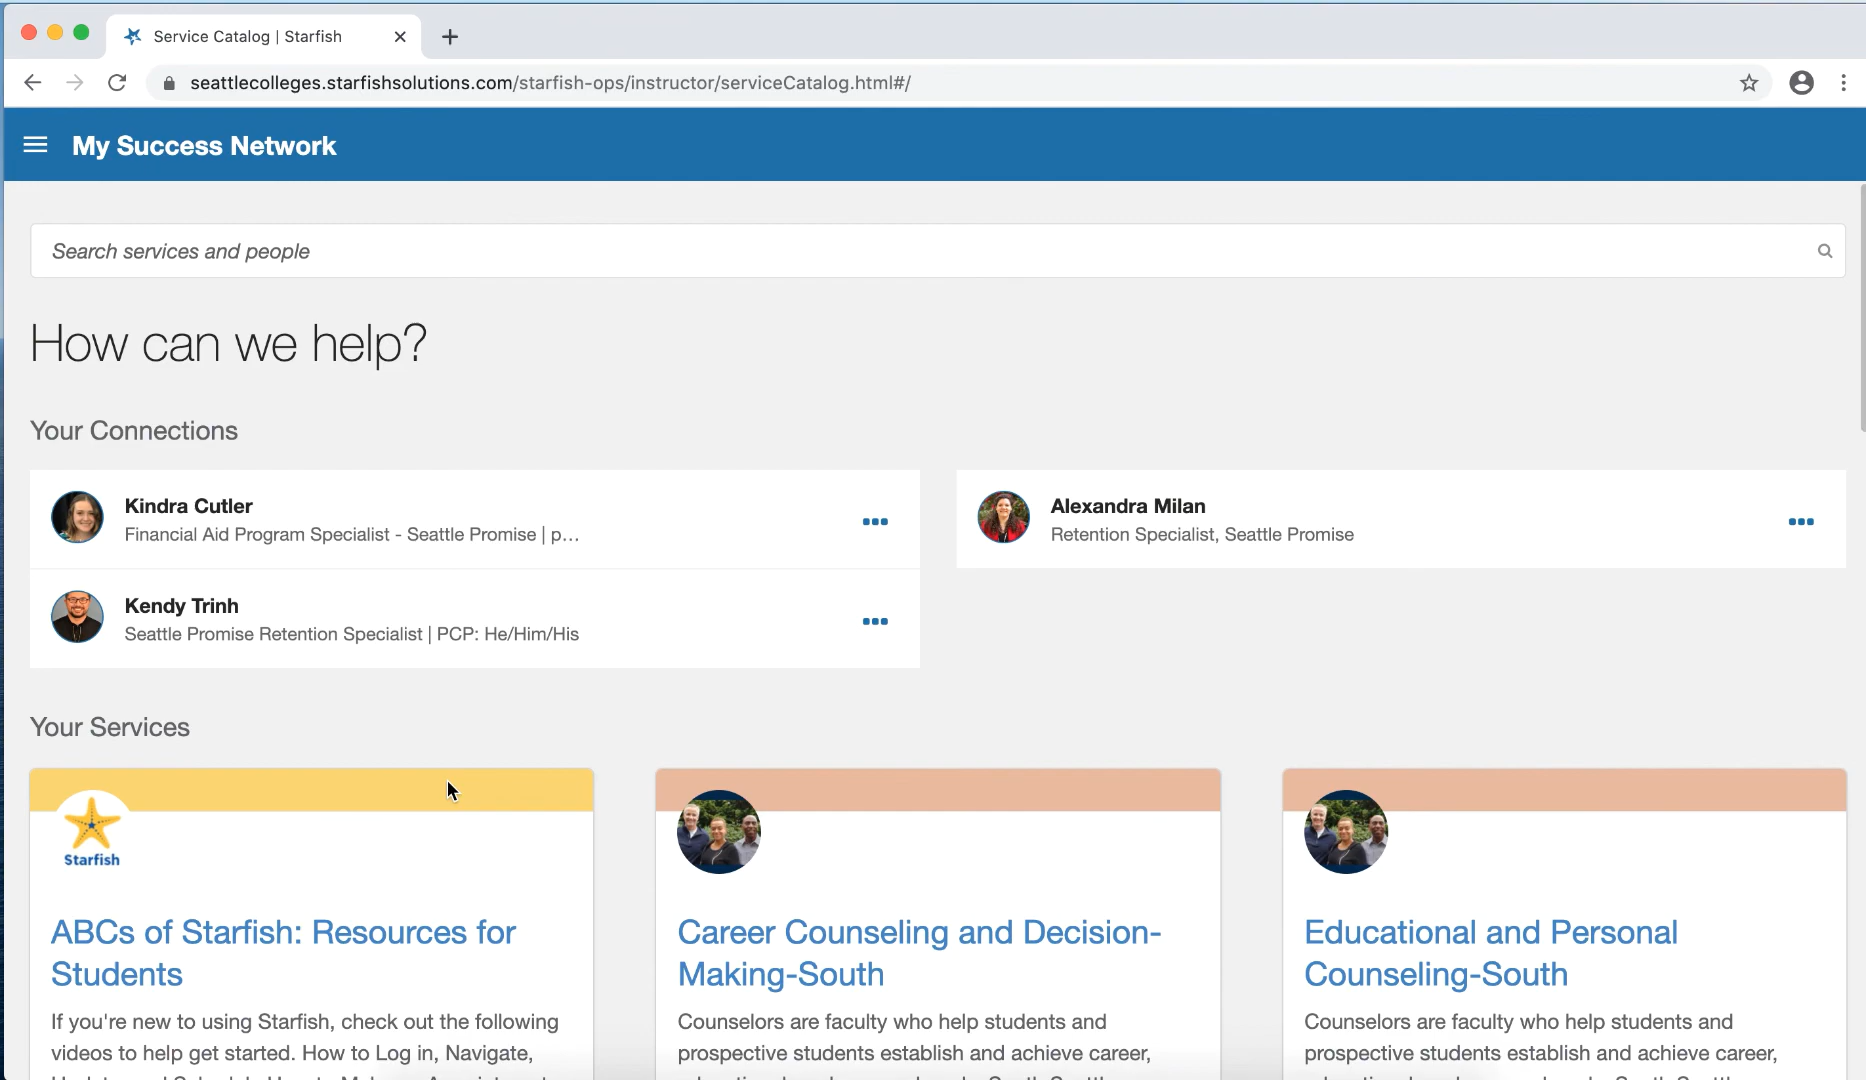 Service Catalog | Starfish
seattlecolleges.starfishsolutions.com/starfish-ops/instructor/serviceCatalog.html#/
My Success Network
Search services and people
How can we help?
Your Connections
Kindra Cutler
Financial Aid Program Specialist - Seattle Promise | p...
Alexandra Milan
Retention Specialist, Seattle Promise
Kendy Trinh
Seattle Promise Retention Specialist | PCP: He/Him/His
Your Services
Starfish
ABCs of Starfish: Resources for
Students
If you're new to using Starfish, check out the following
videos to help get started. How to Log in, Navigate,
Career Counseling and Decision-
Making-South
Counselors are faculty who help students and
prospective students establish and achieve career,
Educational and Personal
Counseling-South
Counselors are faculty who help students and
prospective students establish and achieve career,